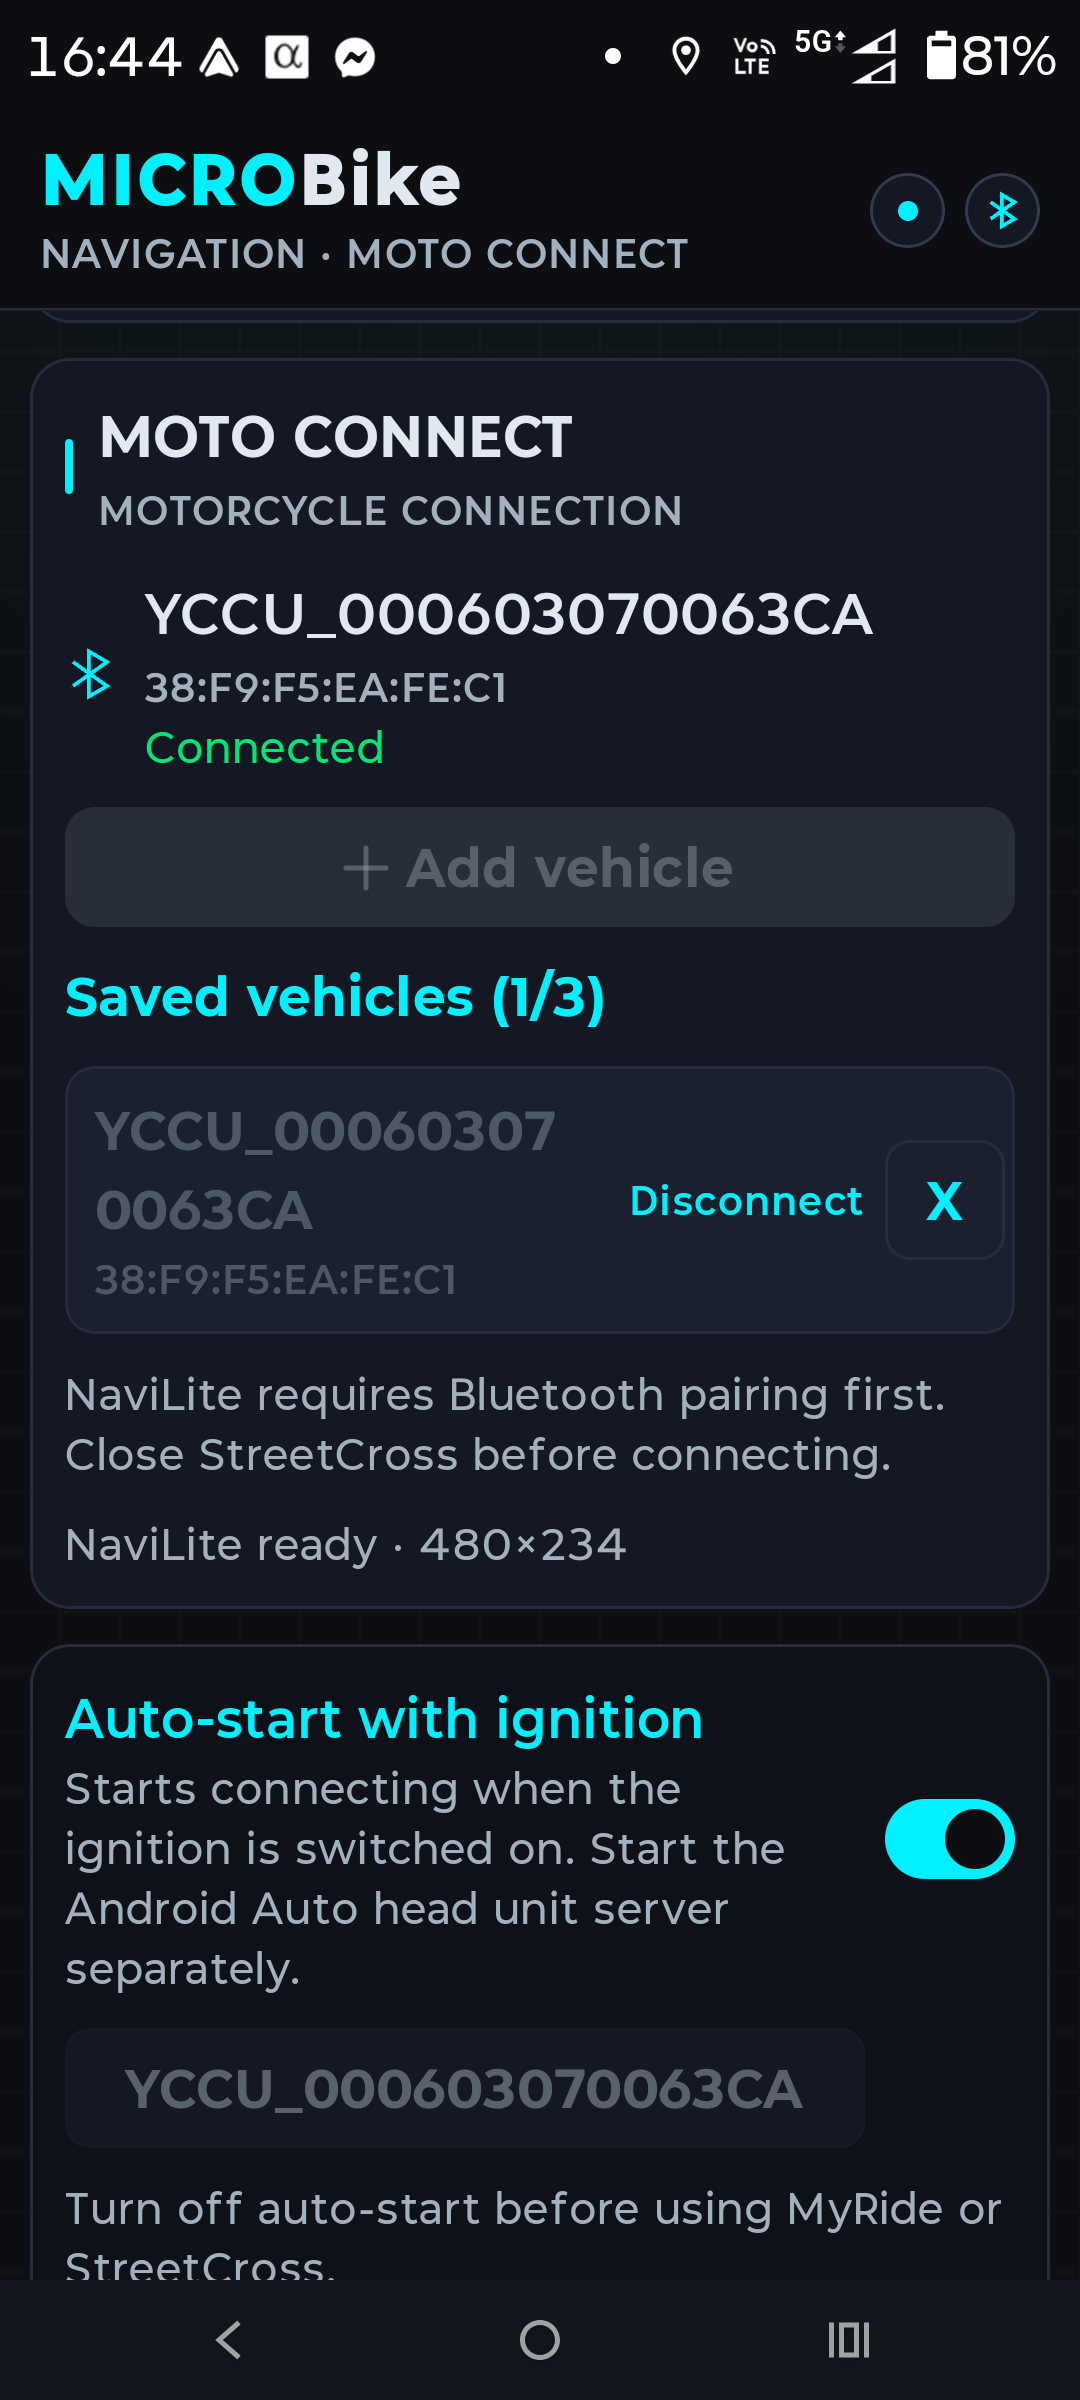 16:44
α
Vo
LTE
5G
81%
MICROBike
NAVIGATION · MOTO CONNECT
MOTO CONNECT
MOTORCYCLE CONNECTION
YCCU_000603070063CA
38:F9:F5:EA:FE:C1
Connected
+ Add vehicle
Saved vehicles (1/3)
YCCU_00060307
0063CA
38:F9:F5:EA:FE:C1
Disconnect
X
NaviLite requires Bluetooth pairing first.
Close StreetCross before connecting.
NaviLite ready · 480×234
Auto-start with ignition
Starts connecting when the
ignition is switched on. Start the
Android Auto head unit server
separately.
YCCU_000603070063CA
Turn off auto-start before using MyRide or
StreetCross.